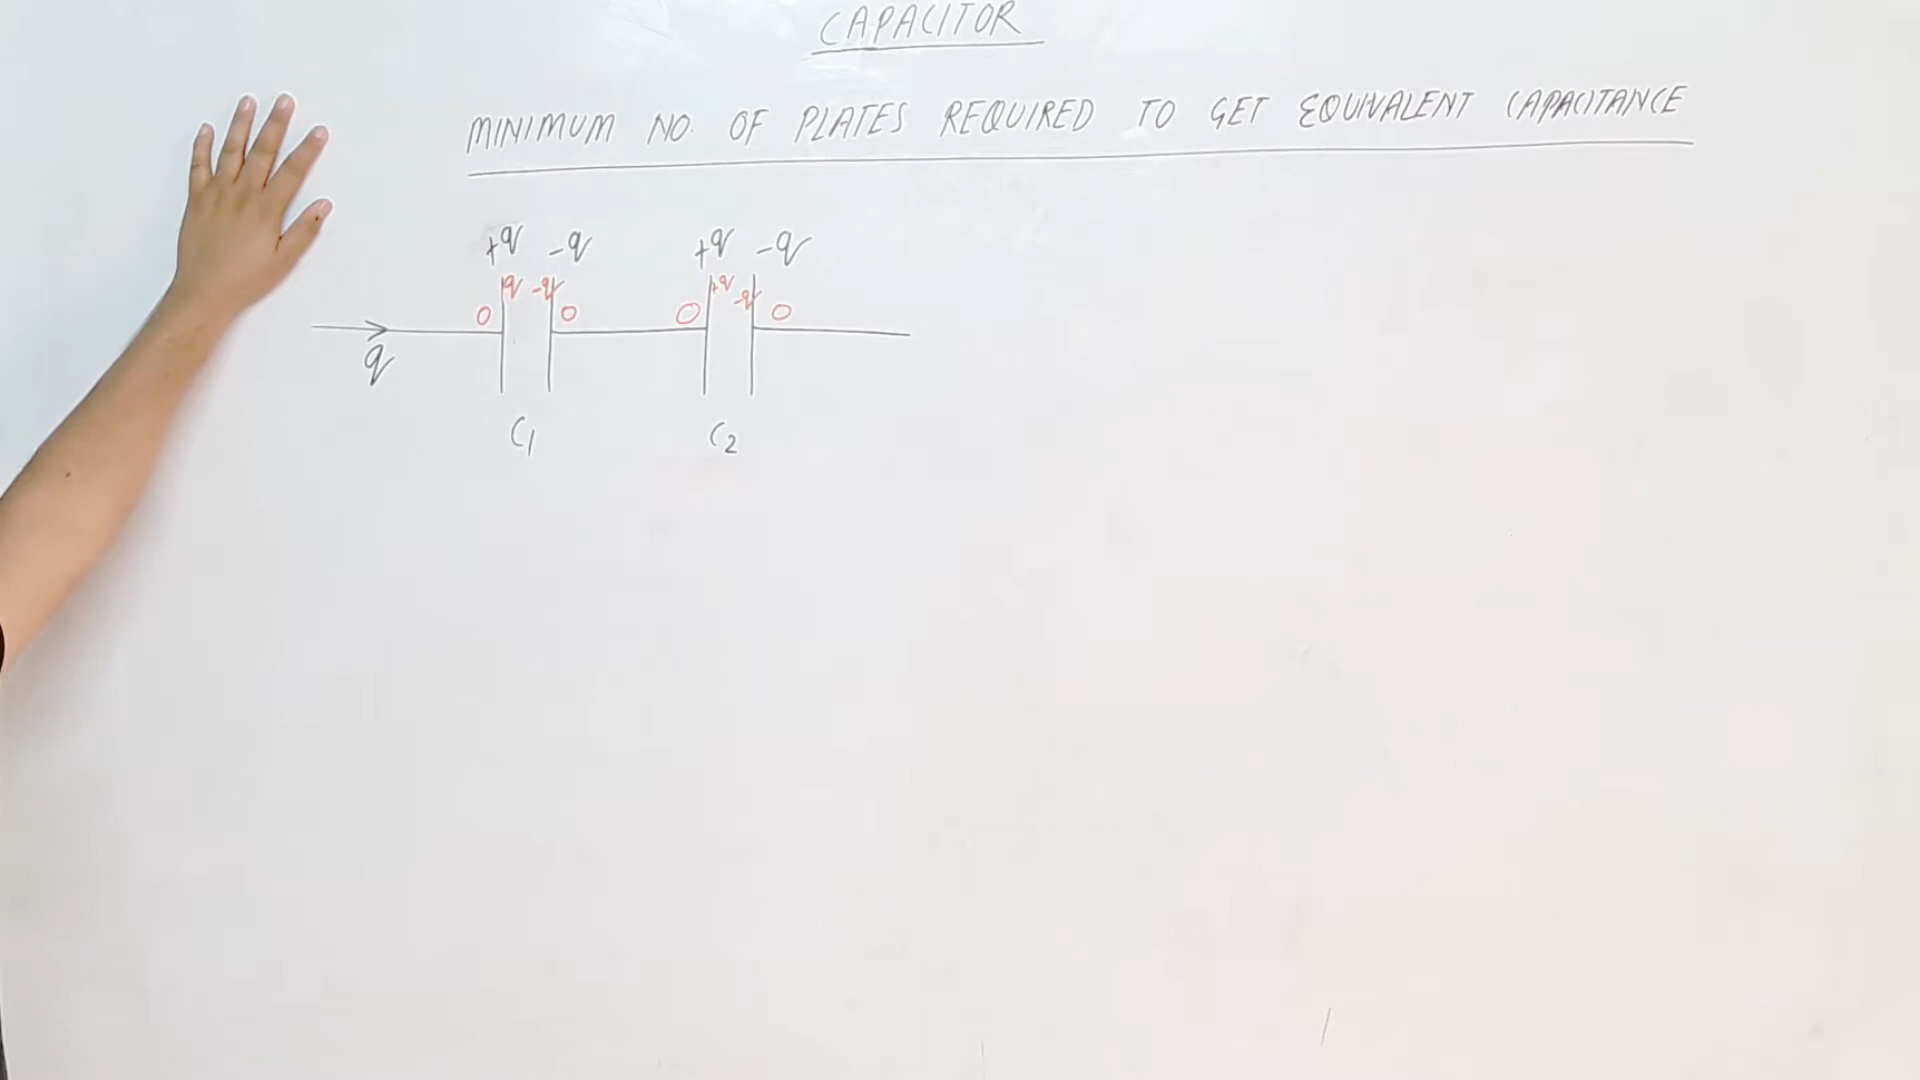 CAPACITOR
MINIMUM NO. OF PLATES REQUIRED TO GET EQUIVALENT CAPACITANCE
+q -q +q -q
q -q +q -q
0 0 0 0
q
C1 C2